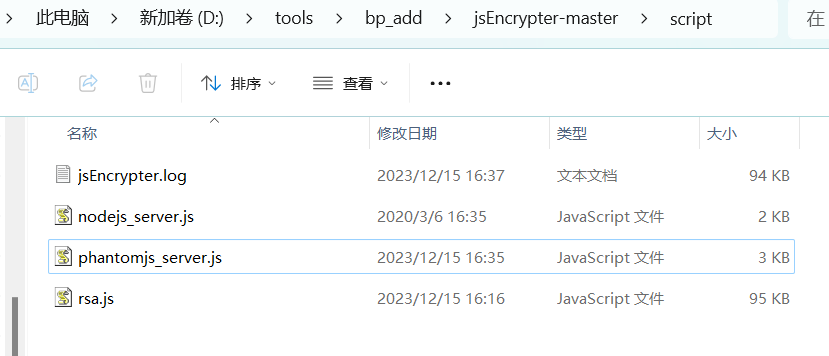 此电脑 新加卷 (D:) tools bp_add jsEncrypter-master script 在
排序 查看
名称 修改日期 类型 大小
jsEncrypter.log 2023/12/15 16:37 文本文档 94 KB
nodejs_server.js 2020/3/6 16:35 JavaScript 文件 2 KB
phantomjs_server.js 2023/12/15 16:35 JavaScript 文件 3 KB
rsa.js 2023/12/15 16:16 JavaScript 文件 95 KB